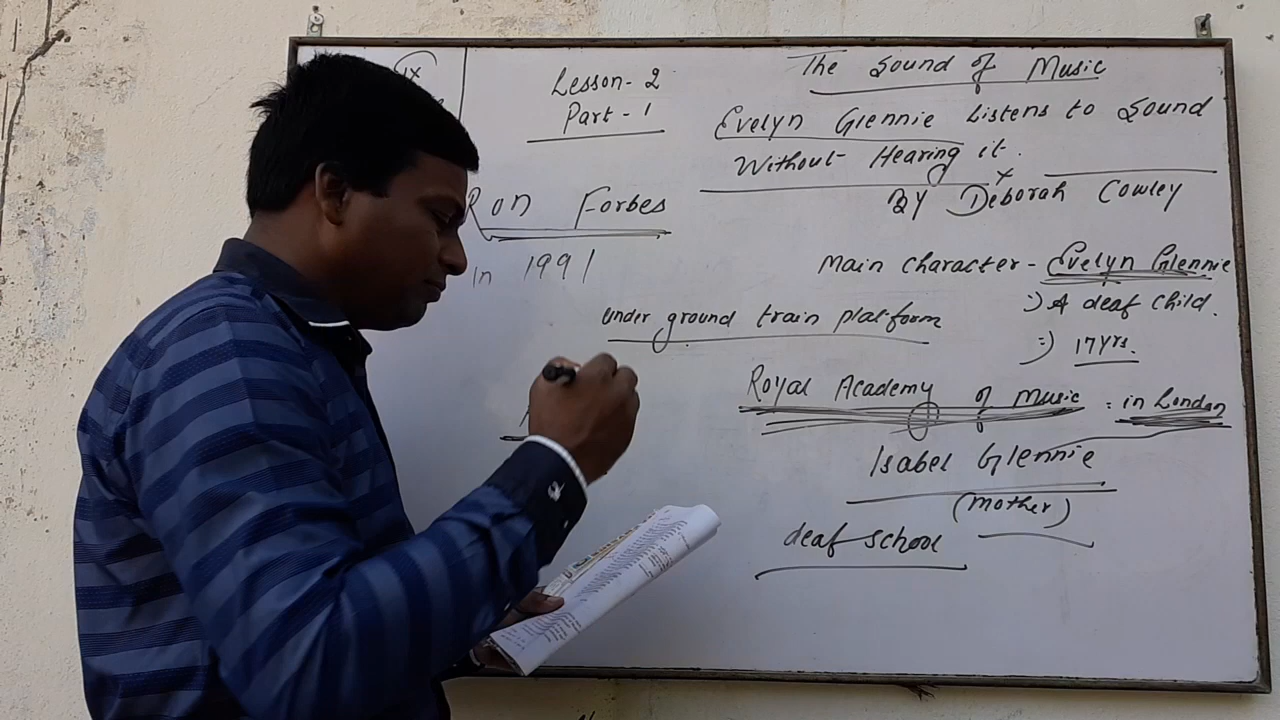 IX
Lesson - 2
Part - 1
Ron Forbes
In 1991
The Sound of Music
Evelyn Glennie Listens to Sound
Without Hearing it.
BY Deborah Cowley
Main Character - Evelyn Glennie
:) A deaf child.
:) 17 yrs.
under ground train platform
Royal Academy of Music : in London
Isabel Glennie
(Mother)
deaf school